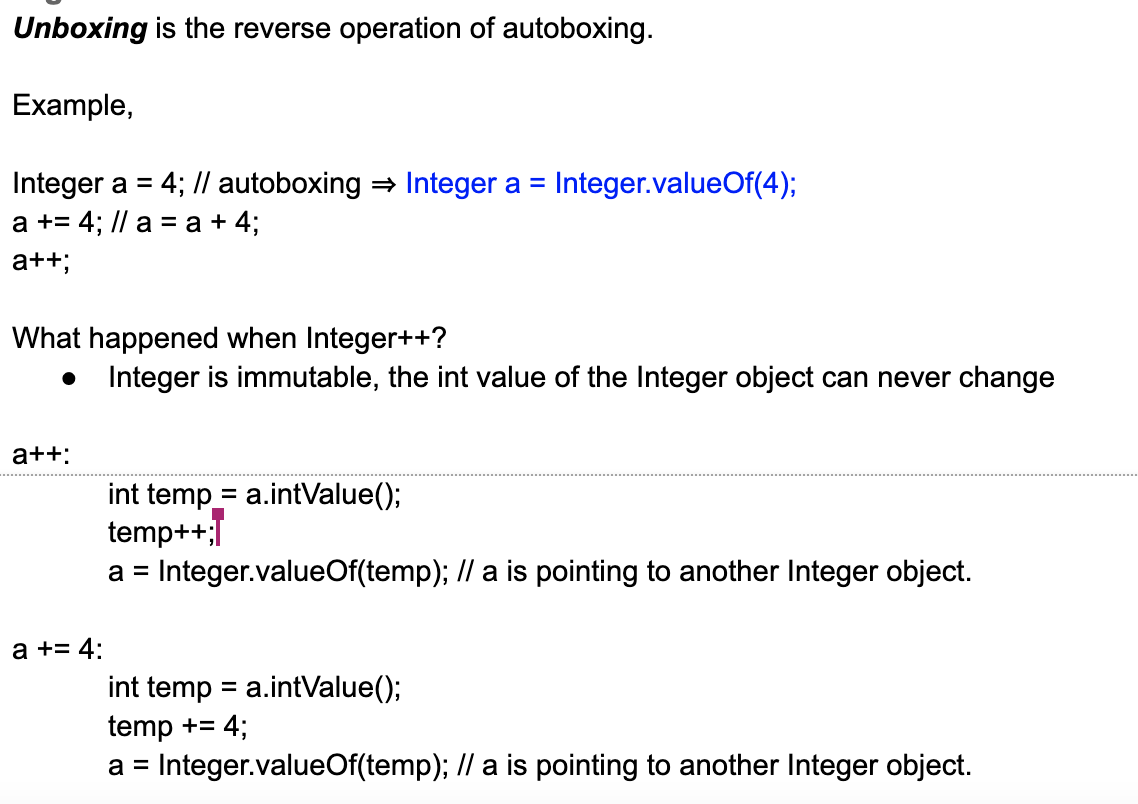 Unboxing is the reverse operation of autoboxing.
Example,
Integer a = 4; // autoboxing ⇒ Integer a = Integer.valueOf(4);
a += 4; // a = a + 4;
a++;
What happened when Integer++?
● Integer is immutable, the int value of the Integer object can never change
a++:
int temp = a.intValue();
temp++;
a = Integer.valueOf(temp); // a is pointing to another Integer object.
a += 4:
int temp = a.intValue();
temp += 4;
a = Integer.valueOf(temp); // a is pointing to another Integer object.